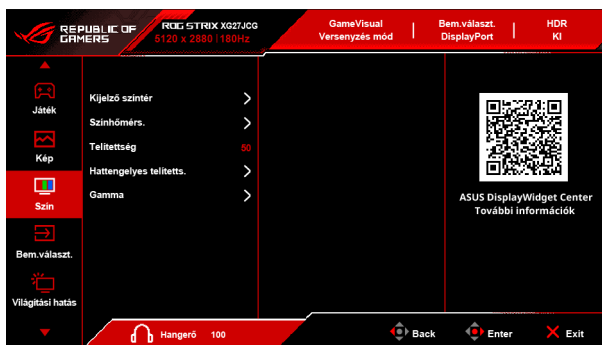 REPUBLIC OF
GAMERS
ROG STRIX XG27JCG
5120 x 2880 | 180Hz
GameVisual
Versenyzés mód
Bem.választ.
DisplayPort
HDR
KI
Játék
Kép
Szín
Bem.választ.
Világítási hatás
Kijelző színtér
Színhőmérs.
Telítettség 50
Hattengelyes telítetts.
Gamma
ASUS DisplayWidget Center
További információk
Hangerő 100
Back
Enter
Exit